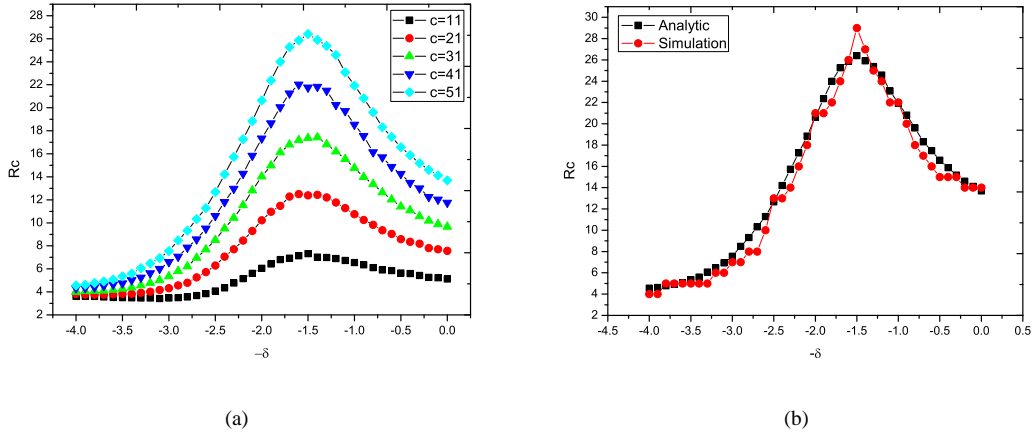 28
26
24
22
20
18
16
14
12
10
8
6
4
2
Rc
-4.0 -3.5 -3.0 -2.5 -2.0 -1.5 -1.0 -0.5 0.0
−δ
c=11
c=21
c=31
c=41
c=51
(a)
30
28
26
24
22
20
18
16
14
12
10
8
6
4
2
Rc
-4.5 -4.0 -3.5 -3.0 -2.5 -2.0 -1.5 -1.0 -0.5 0.0 0.5
-δ
Analytic
Simulation
(b)